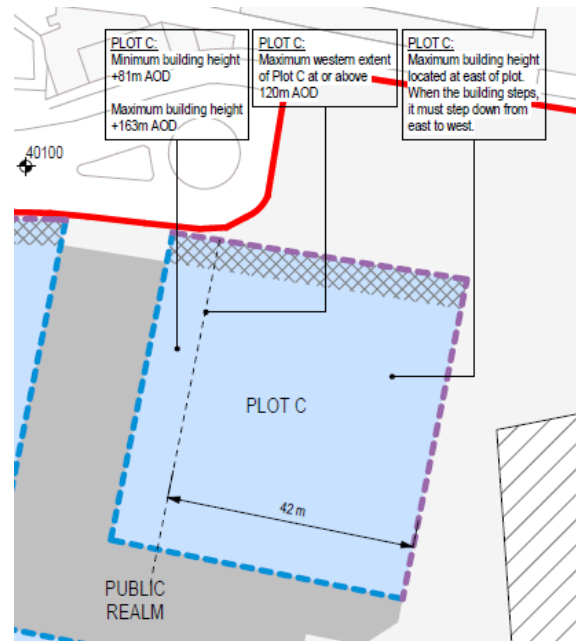 PLOT C:
Minimum building height
+81m AOD
Maximum building height
+163m AOD
PLOT C:
Maximum western extent
of Plot C at or above
120m AOD
PLOT C:
Maximum building height
located at east of plot.
When the building steps,
it must step down from
east to west.
40100
PLOT C
42 m
PUBLIC
REALM